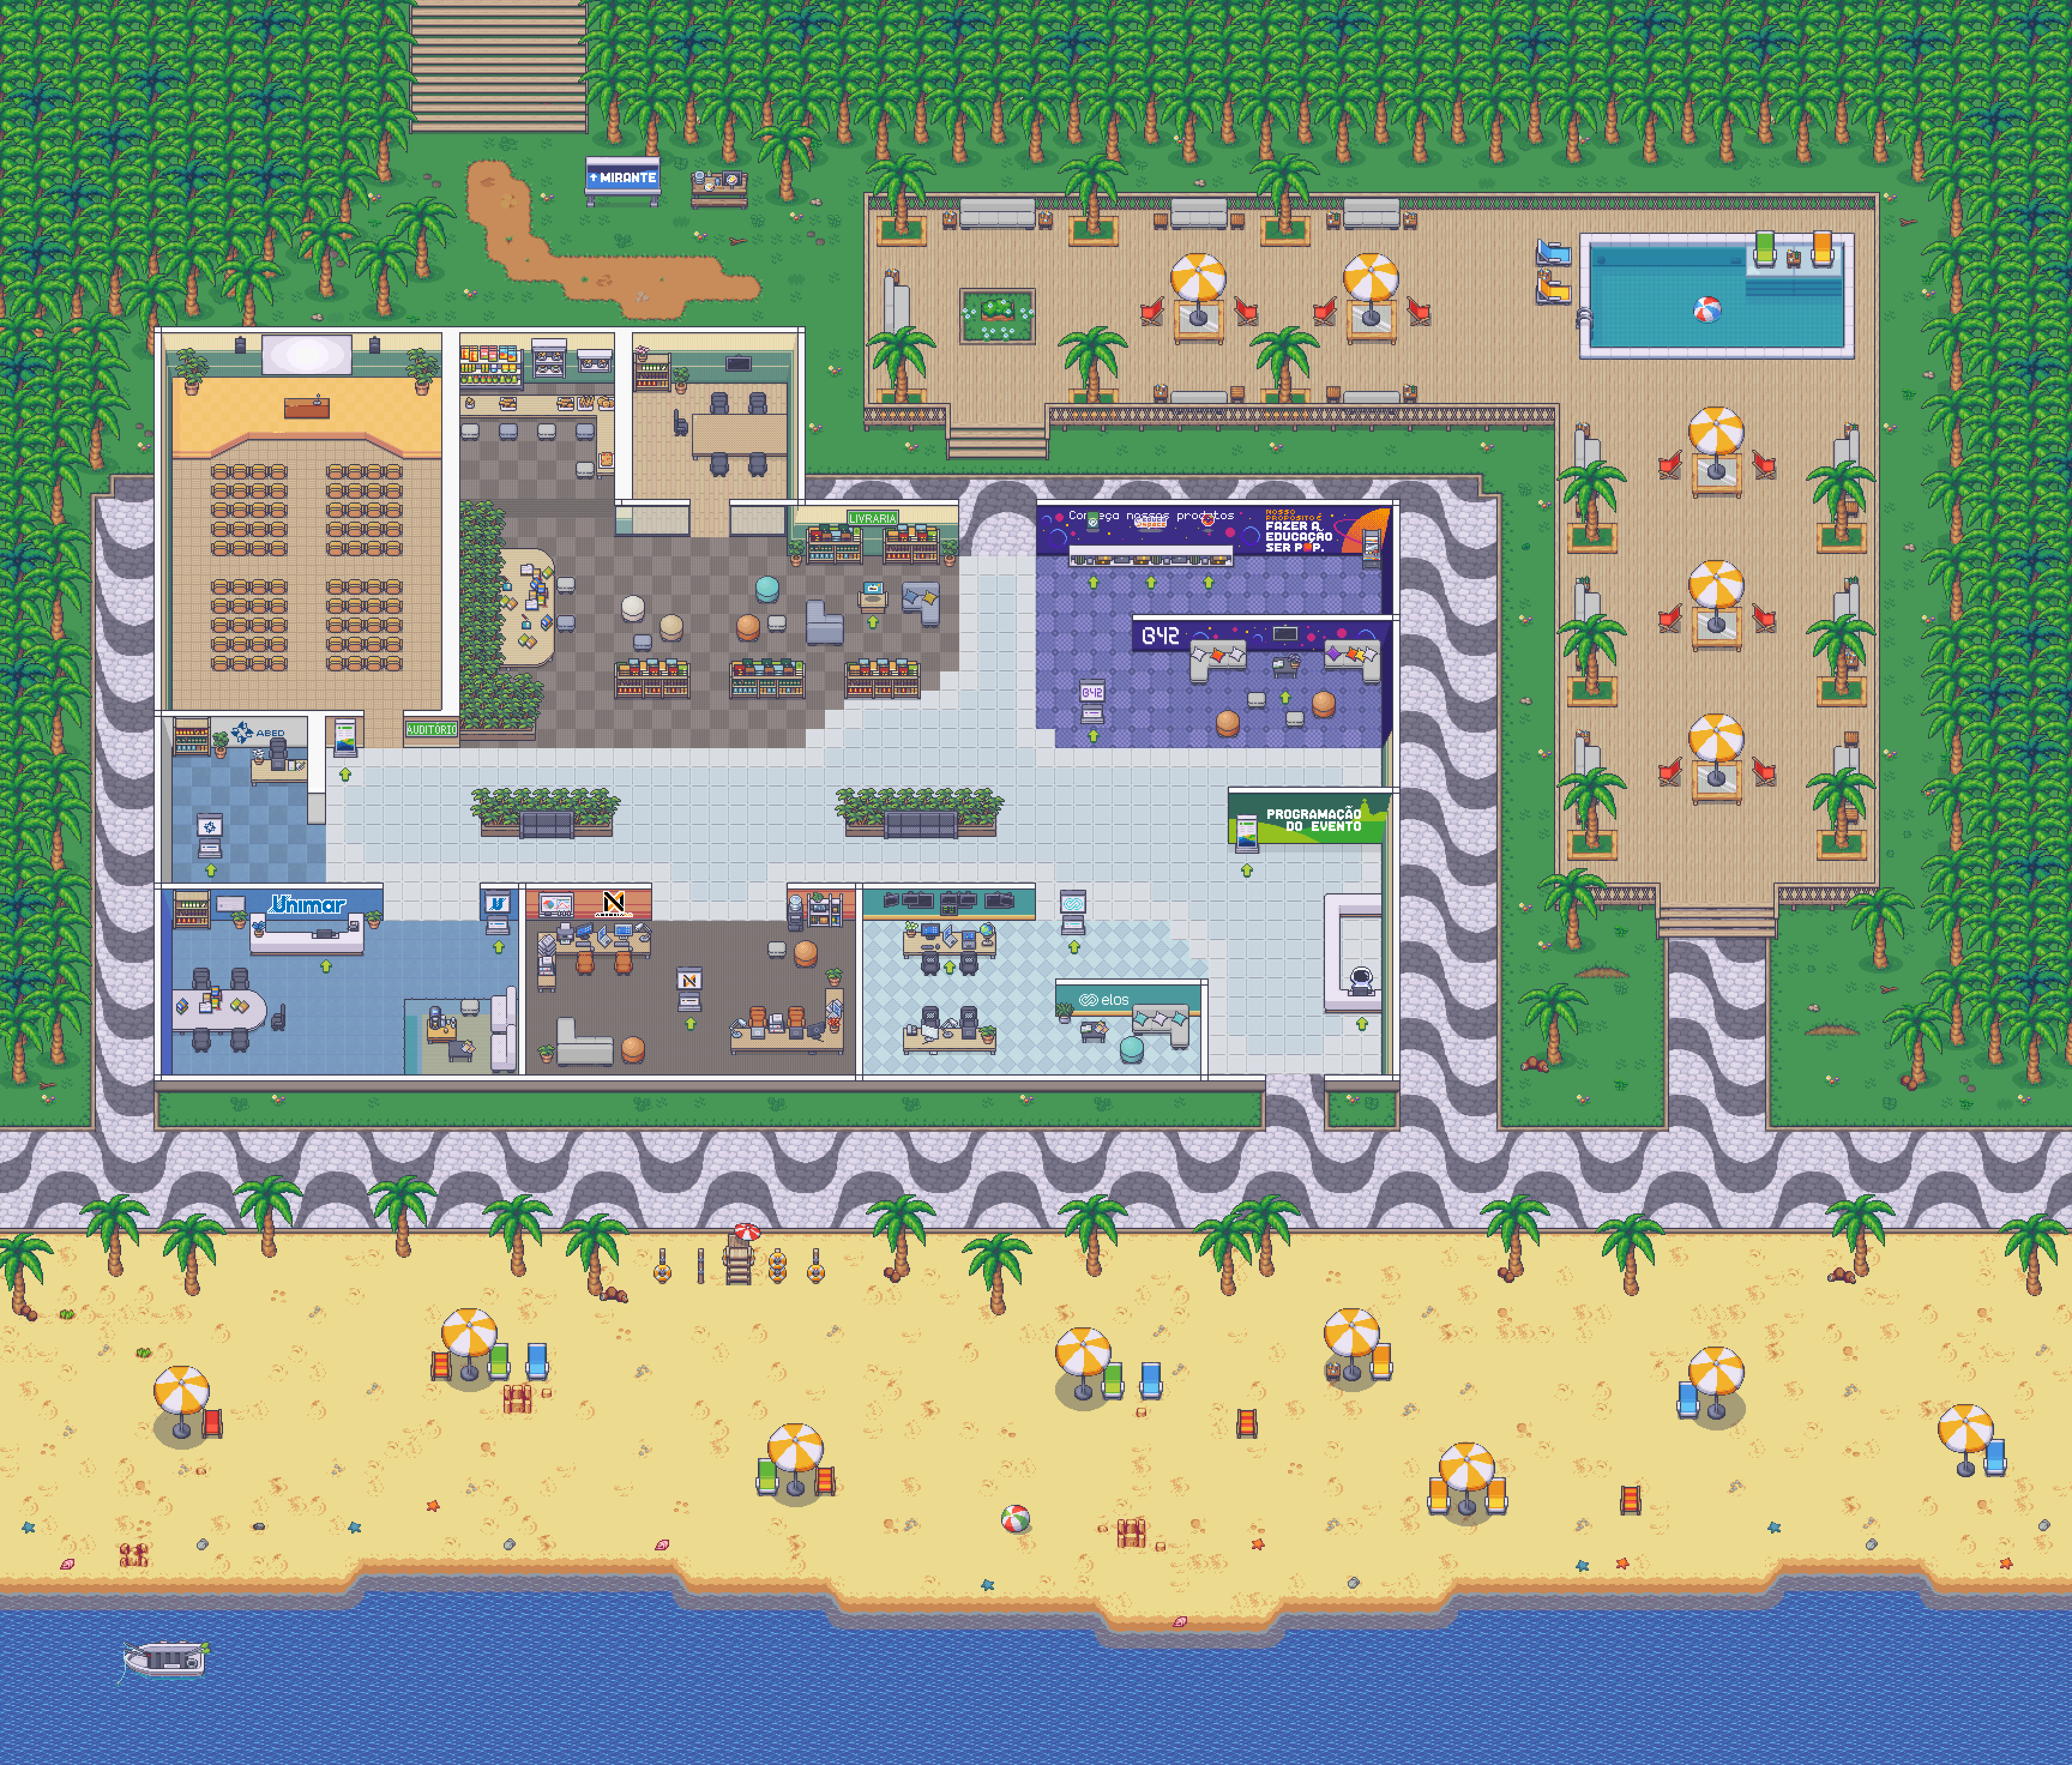 ↑ MIRANTE
LIVRARIA
Conheça nossos produtos
NOSSO
PROPÓSITO É
FAZER A
EDUCAÇÃO
SER POP.
B42
B42
AUDITÓRIO
ABED
PROGRAMAÇÃO
DO EVENTO
Unimar
U
N
N
elos